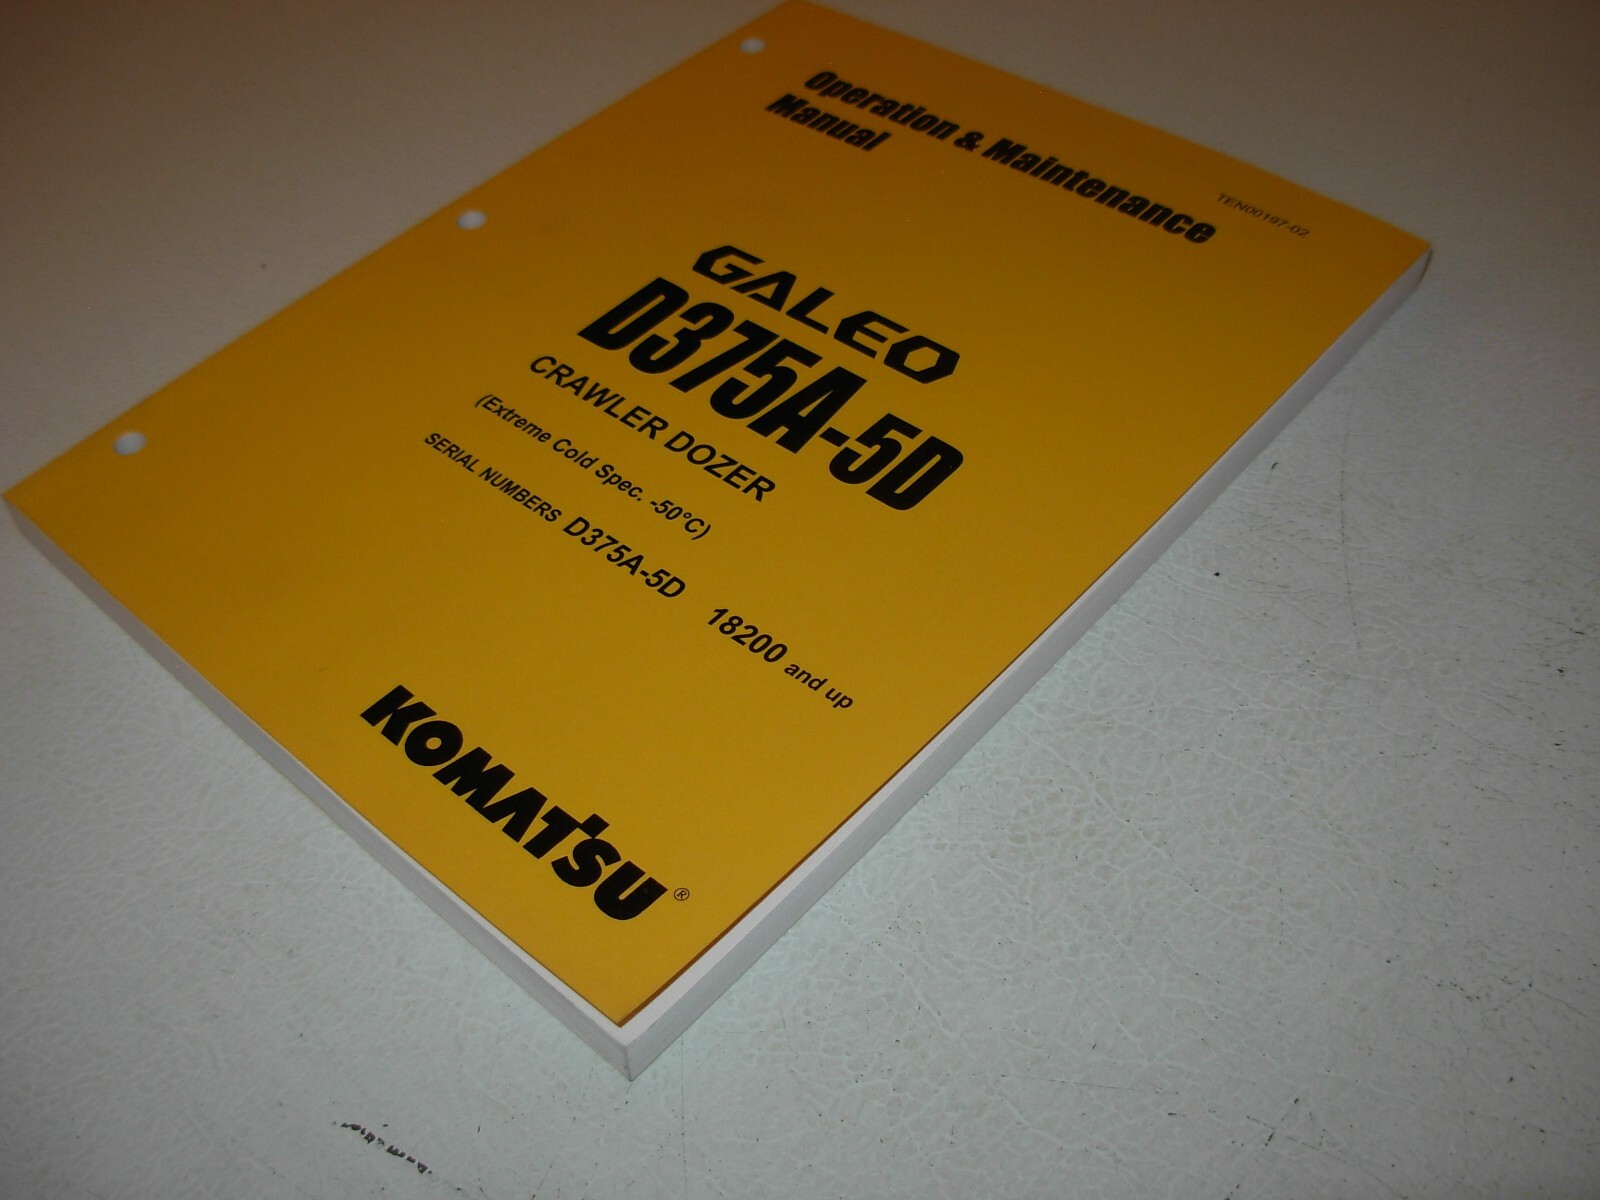 TEN00197-02
Operation & Maintenance
Manual
GALEO
D375A-5D
CRAWLER DOZER
(Extreme Cold Spec. -50°C)
SERIAL NUMBERS D375A-5D 18200 and up
KOMATSU®